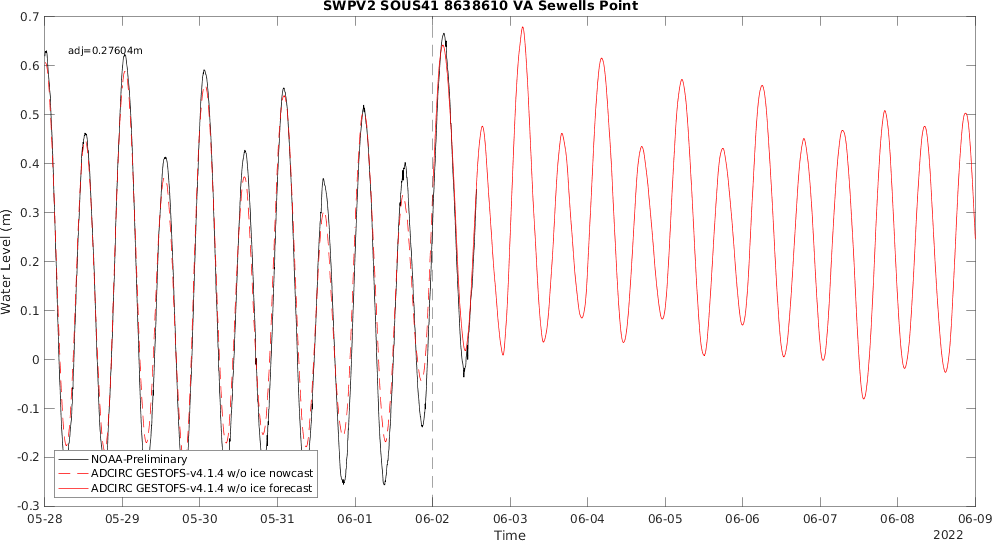 SWPV2 SOUS41 8638610 VA Sewells Point
adj=0.27604m
Water Level (m)
0.7
0.6
0.5
0.4
0.3
0.2
0.1
0
-0.1
-0.2
-0.3
NOAA-Preliminary
ADCIRC GESTOFS-v4.1.4 w/o ice nowcast
ADCIRC GESTOFS-v4.1.4 w/o ice forecast
05-28 05-29 05-30 05-31 06-01 06-02 06-03 06-04 06-05 06-06 06-07 06-08 06-09
Time
2022